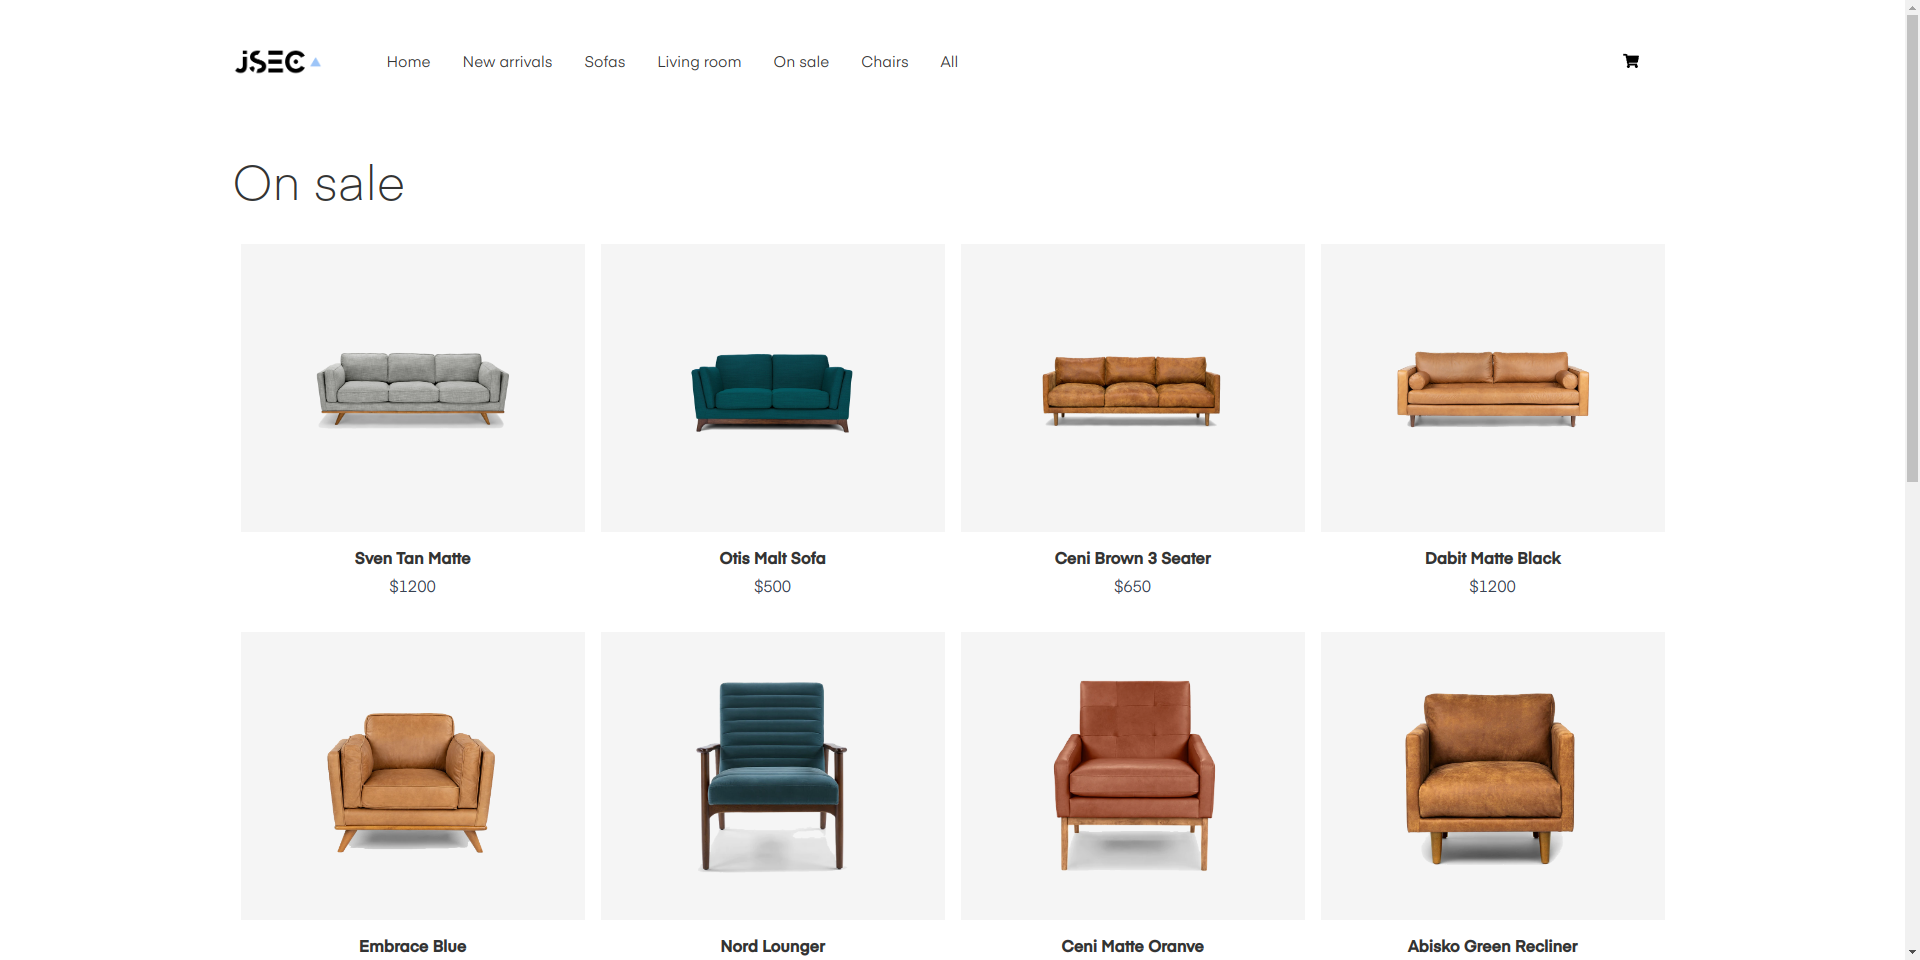 jSEC
Home New arrivals Sofas Living room On sale Chairs All
On sale
Sven Tan Matte Otis Malt Sofa Ceni Brown 3 Seater Dabit Matte Black
$1200 $500 $650 $1200
Embrace Blue Nord Lounger Ceni Matte Oranve Abisko Green Recliner